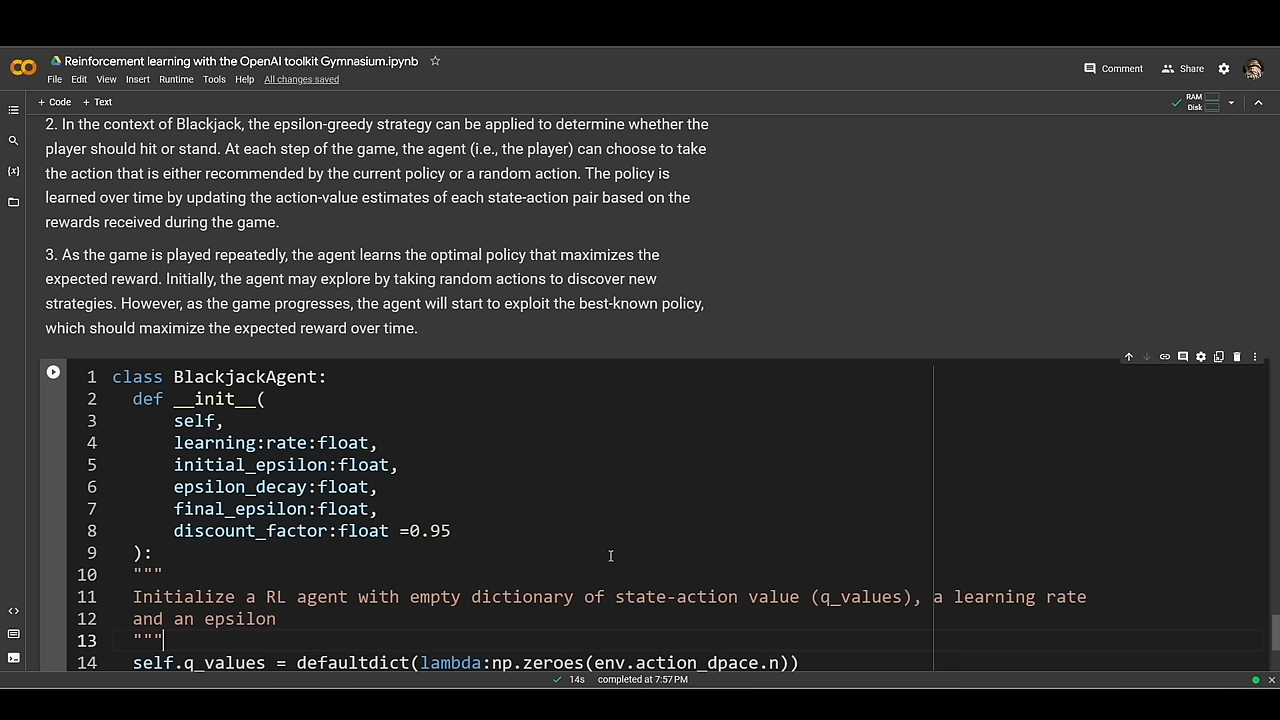 Reinforcement learning with the OpenAI toolkit Gymnasium.ipynb
File Edit View Insert Runtime Tools Help All changes saved
Comment Share
+ Code + Text
RAM
Disk
2. In the context of Blackjack, the epsilon-greedy strategy can be applied to determine whether the
player should hit or stand. At each step of the game, the agent (i.e., the player) can choose to take
the action that is either recommended by the current policy or a random action. The policy is
learned over time by updating the action-value estimates of each state-action pair based on the
rewards received during the game.
3. As the game is played repeatedly, the agent learns the optimal policy that maximizes the
expected reward. Initially, the agent may explore by taking random actions to discover new
strategies. However, as the game progresses, the agent will start to exploit the best-known policy,
which should maximize the expected reward over time.
1 class BlackjackAgent:
2 def __init__(
3 self,
4 learning:rate:float,
5 initial_epsilon:float,
6 epsilon_decay:float,
7 final_epsilon:float,
8 discount_factor:float =0.95
9 ):
10 """
11 Initialize a RL agent with empty dictionary of state-action value (q_values), a learning rate
12 and an epsilon
13 """
14 self.q_values = defaultdict(lambda:np.zeroes(env.action_dpace.n))
14s completed at 7:57 PM